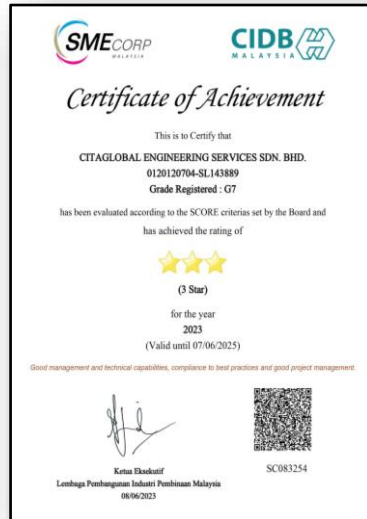 SMECORP
MALAYSIA
CIDB
MALAYSIA
Certificate of Achievement
This is to Certify that
CITAGLOBAL ENGINEERING SERVICES SDN. BHD.
0120120704-SL143889
Grade Registered : G7
has been evaluated according to the SCORE criterias set by the Board and
has achieved the rating of
(3 Star)
for the year
2023
(Valid until 07/06/2025)
Good management and technical capabilities, compliance to best practices and good project management.
Ketua Eksekutif
Lembaga Pembangunan Industri Pembinaan Malaysia
08/06/2023
SC083254